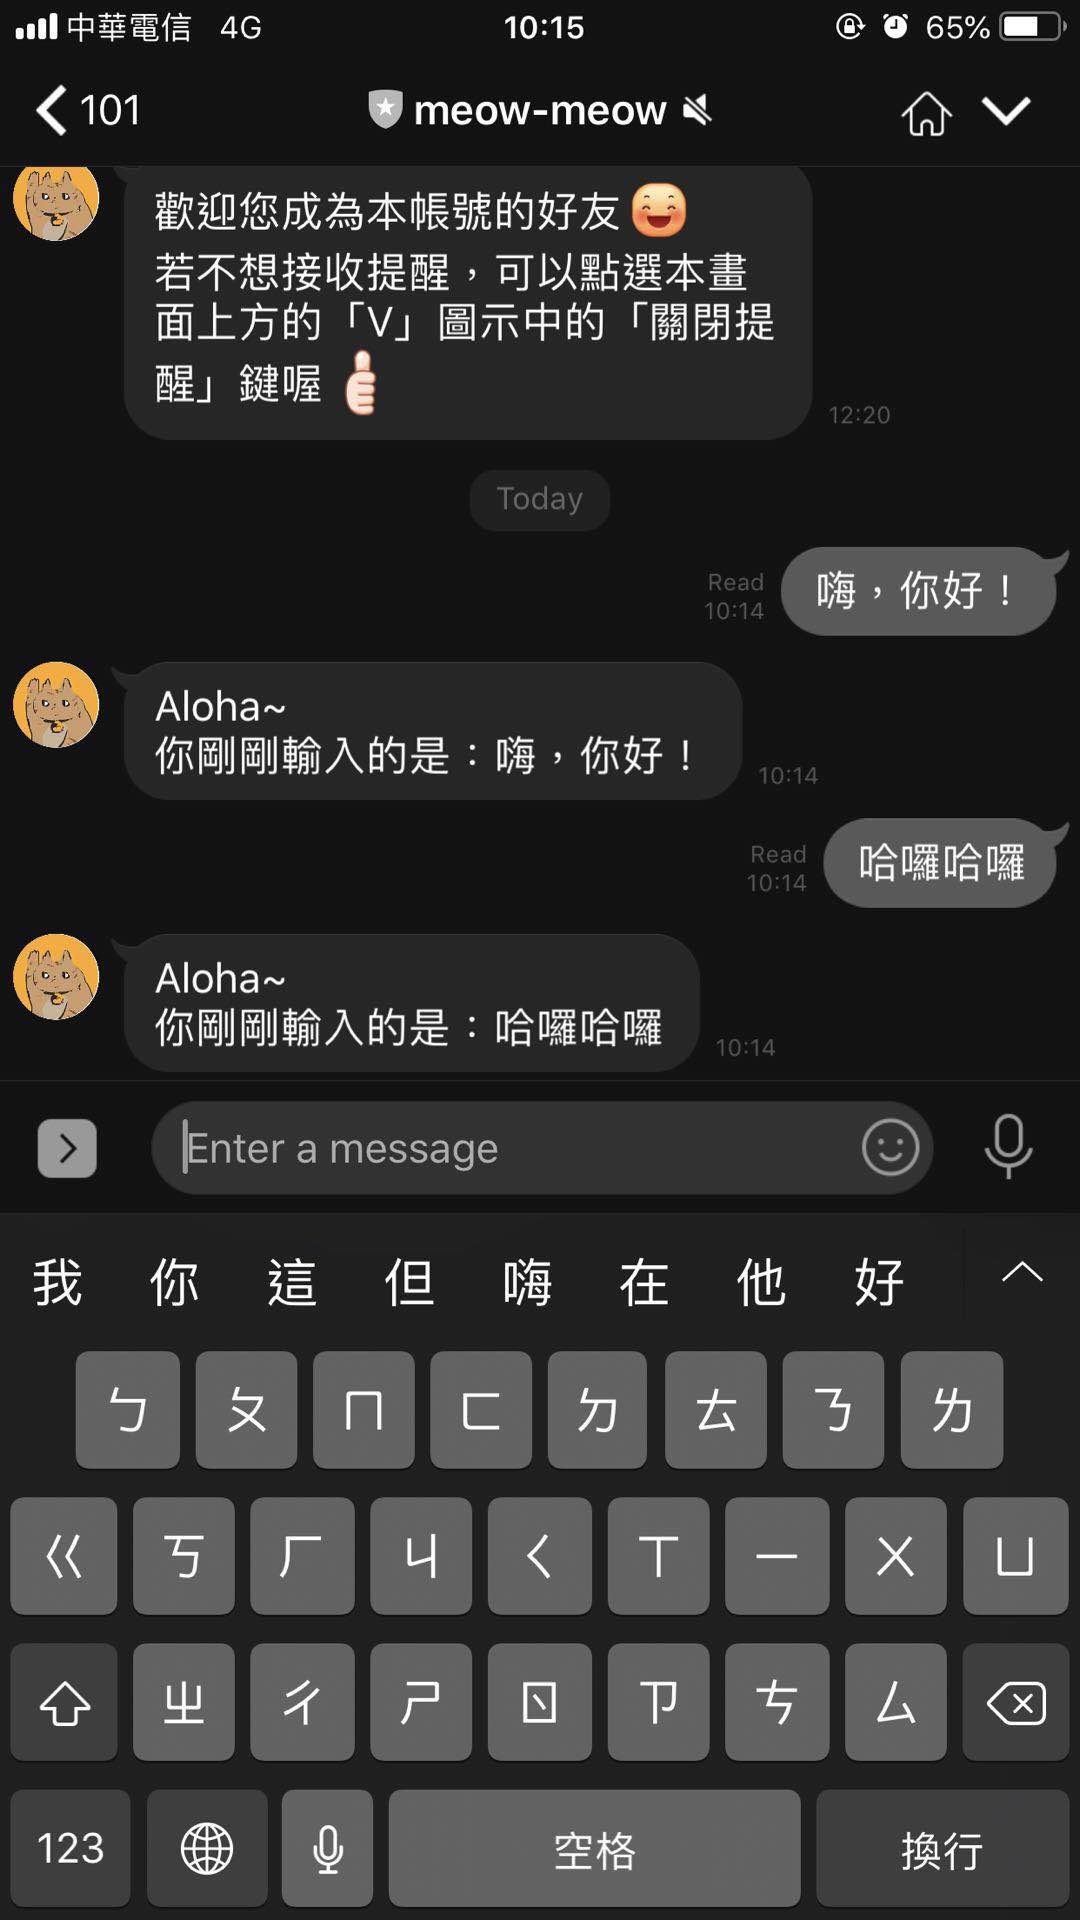 中華電信 4G 10:15 65%
101 meow-meow
歡迎您成為本帳號的好友
若不想接收提醒，可以點選本畫
面上方的「V」圖示中的「關閉提
醒」鍵喔
12:20
Today
Read
10:14
嗨，你好！
Aloha~
你剛剛輸入的是：嗨，你好！
10:14
Read
10:14
哈囉哈囉
Aloha~
你剛剛輸入的是：哈囉哈囉
10:14
Enter a message
我 你 這 但 嗨 在 他 好
ㄅ ㄆ ㄇ ㄈ ㄉ ㄊ ㄋ ㄌ
ㄍ ㄎ ㄏ ㄐ ㄑ ㄒ ㄧ ㄨ ㄩ
ㄓ ㄔ ㄕ ㄖ ㄗ ㄘ ㄙ
123 空格 換行